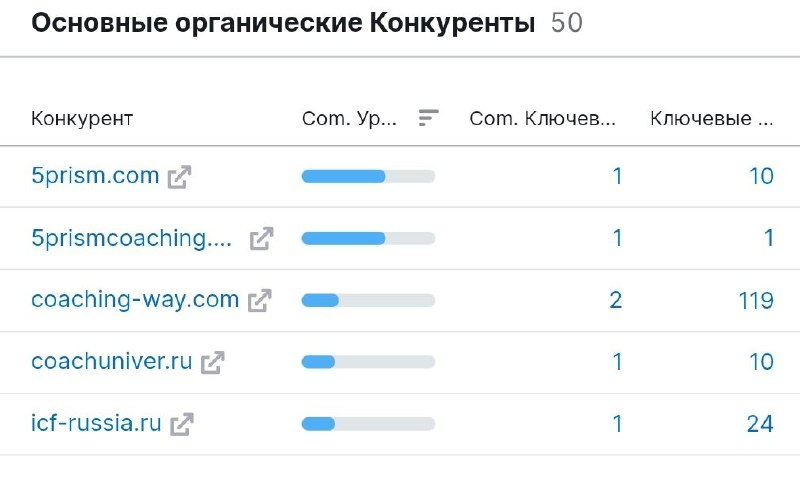 Основные органические Конкуренты 50
Конкурент Com. Ур... Com. Ключев... Ключевые ...
5prism.com 1 10
5prismcoaching.... 1 1
coaching-way.com 2 119
coachuniver.ru 1 10
icf-russia.ru 1 24